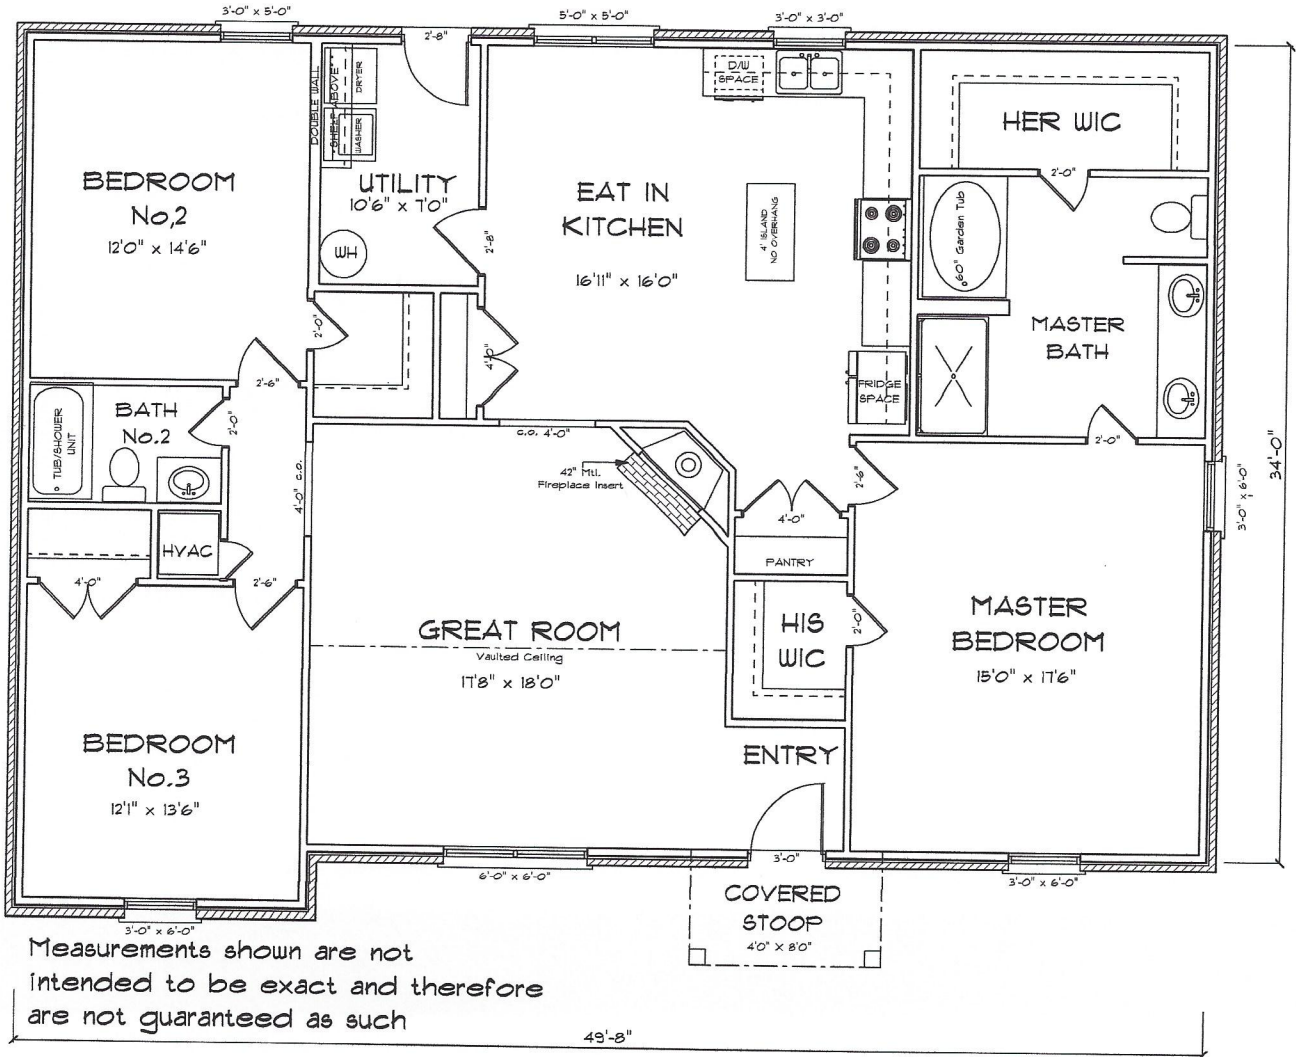 3'-0" x 5'-0"
5'-0" x 5'-0"
3'-0" x 3'-0"
2'-8"
D/W
SPACE
DOUBLE WALL
SHELF ABOVE
DRYER
WASHER
HER WIC
2'-0"
BEDROOM
No,2
12'0" x 14'6"
UTILITY
10'6" x 7'0"
WH
2'-8"
EAT IN
KITCHEN
16'11" x 16'0"
4' ISLAND
NO OVERHANG
60" Garden Tub
MASTER
BATH
2'-0"
4'-0"
FRIDGE
SPACE
2'-6"
BATH
No.2
2'-0"
TUB/SHOWER
UNIT
c.o. 4'-0"
4'-0" c.o.
42" Mtl.
Fireplace Insert
2'-6"
2'-0"
3'-0" x 6'-0"
34'-0"
4'-0"
PANTRY
HVAC
4'-0"
2'-6"
GREAT ROOM
Vaulted Ceiling
17'8" x 18'0"
HIS
WIC
2'-0"
MASTER
BEDROOM
15'0" x 17'6"
BEDROOM
No.3
12'1" x 13'6"
ENTRY
3'-0"
6'-0" x 6'-0"
3'-0" x 6'-0"
COVERED
STOOP
4'0" X 8'0"
3'-0" x 6'-0"
Measurements shown are not
intended to be exact and therefore
are not guaranteed as such
49'-8"